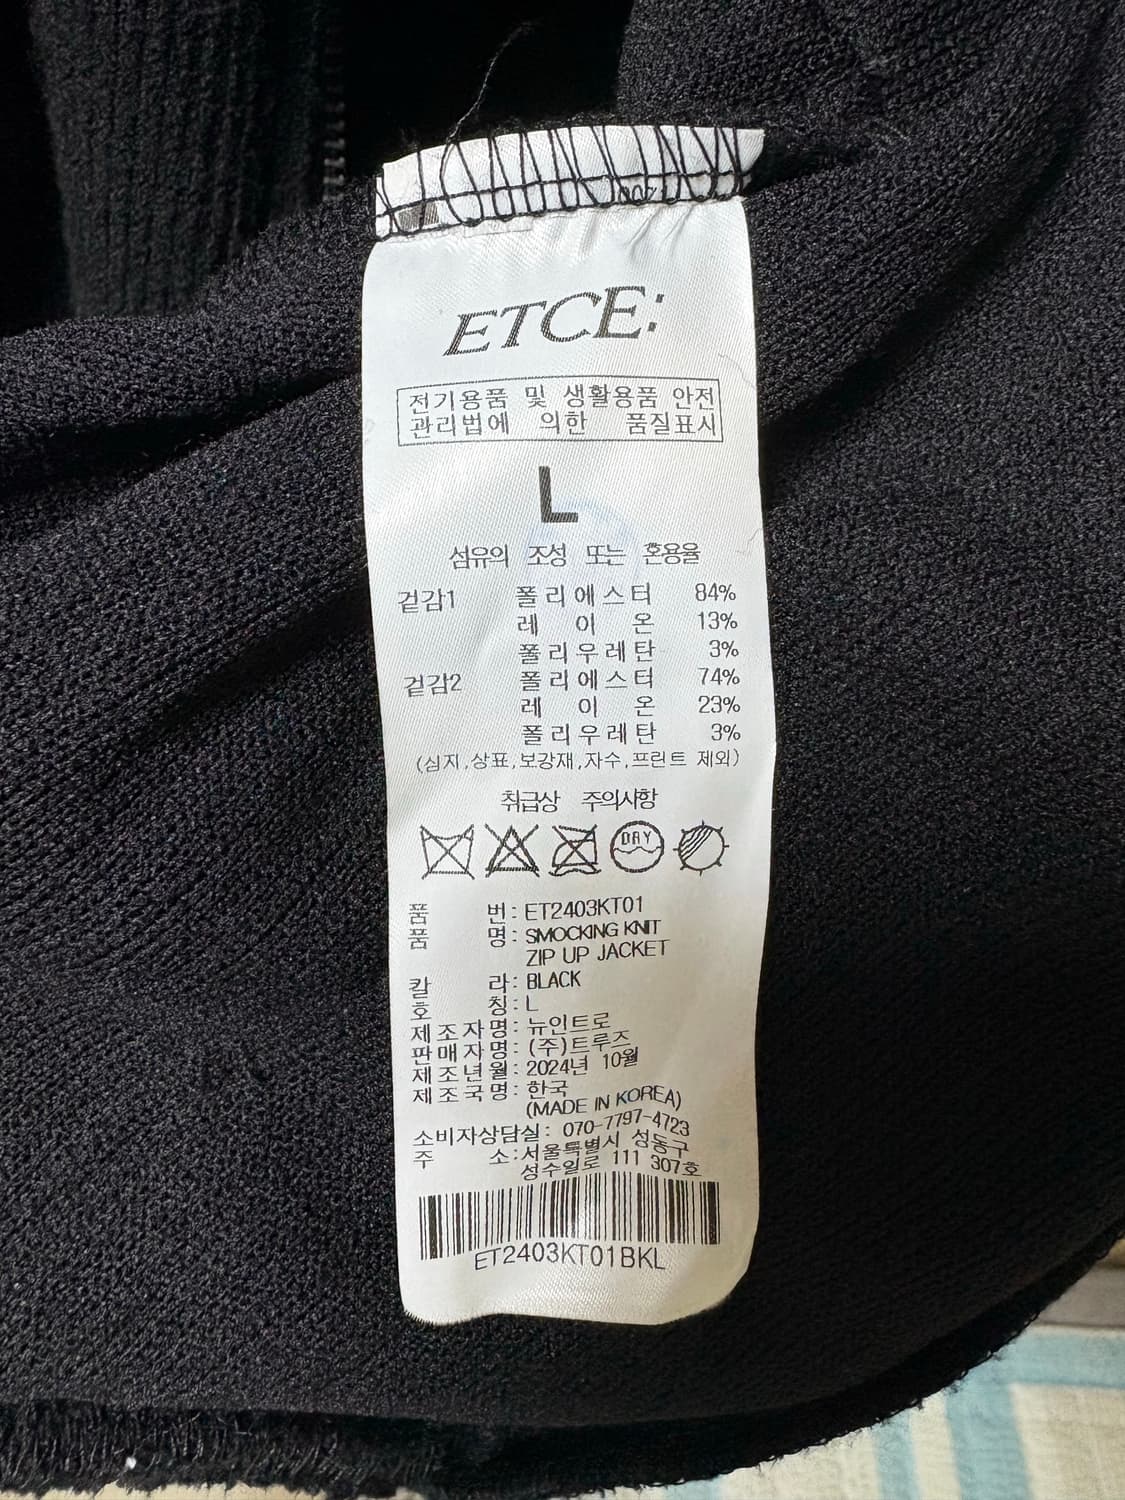 ETCE:
전기용품 및 생활용품 안전
관리법에 의한 품질표시
L
섬유의 조성 또는 혼용율
겉감1 폴리에스터 84%
레이온 13%
폴리우레탄 3%
겉감2 폴리에스터 74%
레이온 23%
폴리우레탄 3%
(심지,상표,보강재,자수,프린트 제외)
취급상 주의사항
DRY
품 번: ET2403KT01
품 명: SMOCKING KNIT
ZIP UP JACKET
칼 라: BLACK
호 칭: L
제조자명: 뉴인트로
판매자명: (주)트루즈
제조년월: 2024년 10월
제조국명: 한국
(MADE IN KOREA)
소비자상담실: 070-7797-4723
주 소: 서울특별시 성동구
성수일로 111 307호
ET2403KT01BKL